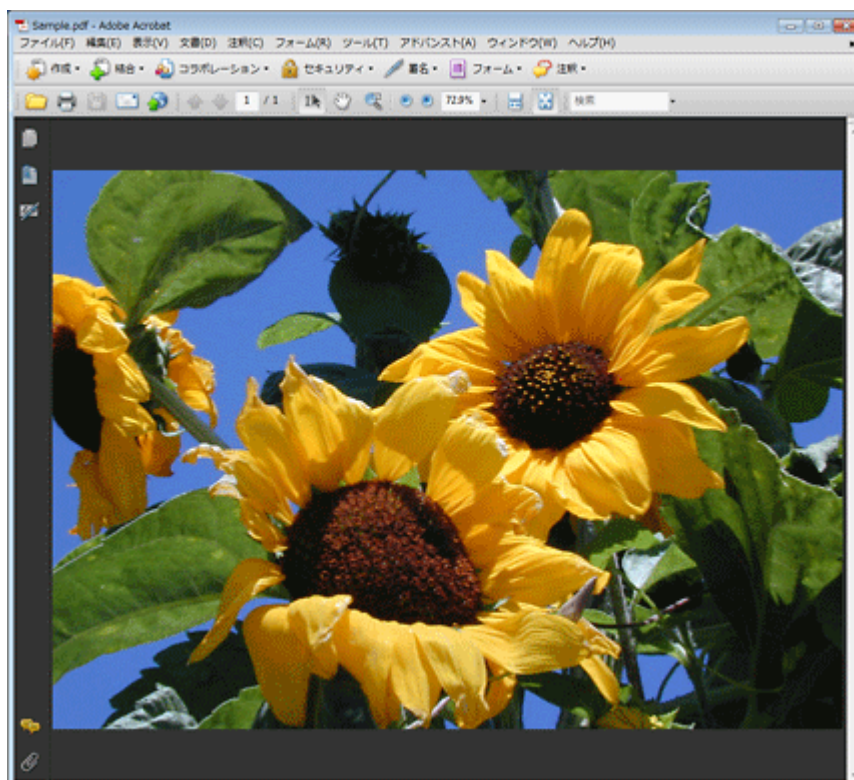 Sample.pdf - Adobe Acrobat
ファイル(F) 編集(E) 表示(V) 文書(D) 注釈(C) フォーム(R) ツール(T) アドバンスト(A) ウィンドウ(W) ヘルプ(H)
作成 結合 コラボレーション セキュリティ 署名 フォーム 注釈
1 / 1 72.9% 検索